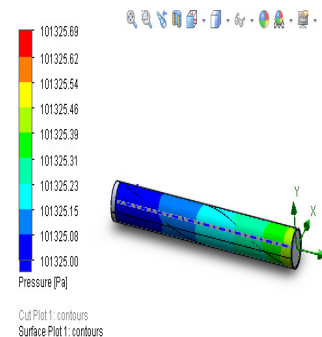 101325.69
101325.62
101325.54
101325.46
101325.39
101325.31
101325.23
101325.15
101325.08
101325.00
Pressure [Pa]
Cut Plot 1: contours
Surface Plot 1: contours
Y
X